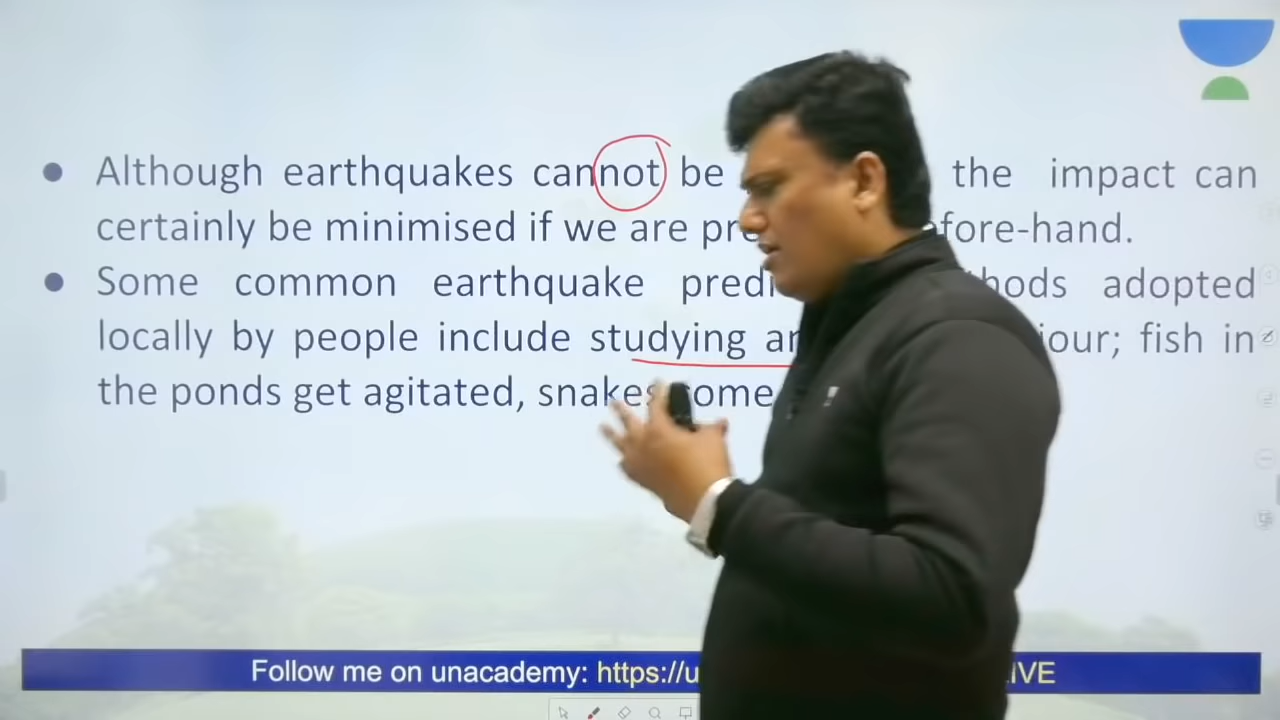 ● Although earthquakes cannot be the impact can
certainly be minimised if we are pre fore-hand.
● Some common earthquake predi hods adopted
locally by people include studying an iour; fish in
the ponds get agitated, snakes come
Follow me on unacademy: https://u IVE